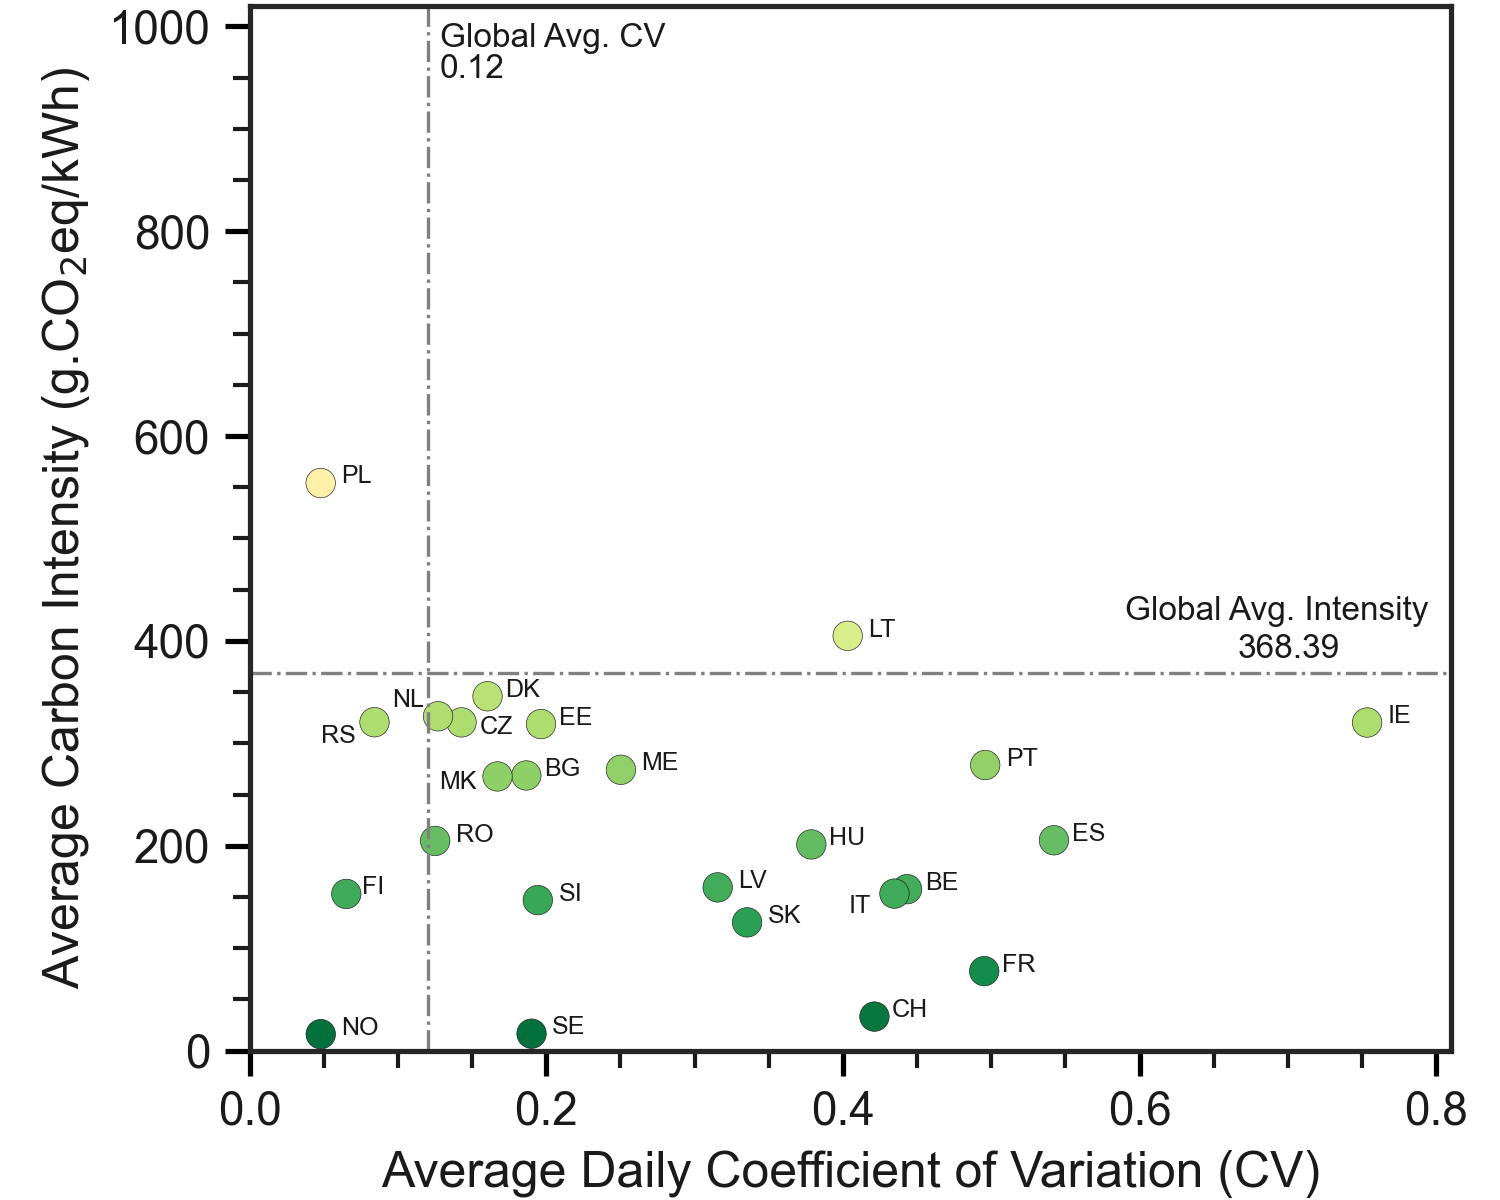 1000
800
600
400
200
0
Average Carbon Intensity (g.CO₂eq/kWh)
Global Avg. CV
0.12
PL
Global Avg. Intensity
368.39
LT
DK
NL
RS
CZ
EE
IE
MK
BG
ME
PT
RO
HU
ES
FI
SI
LV
SK
IT
BE
FR
NO
SE
CH
0.0
0.2
0.4
0.6
0.8
Average Daily Coefficient of Variation (CV)